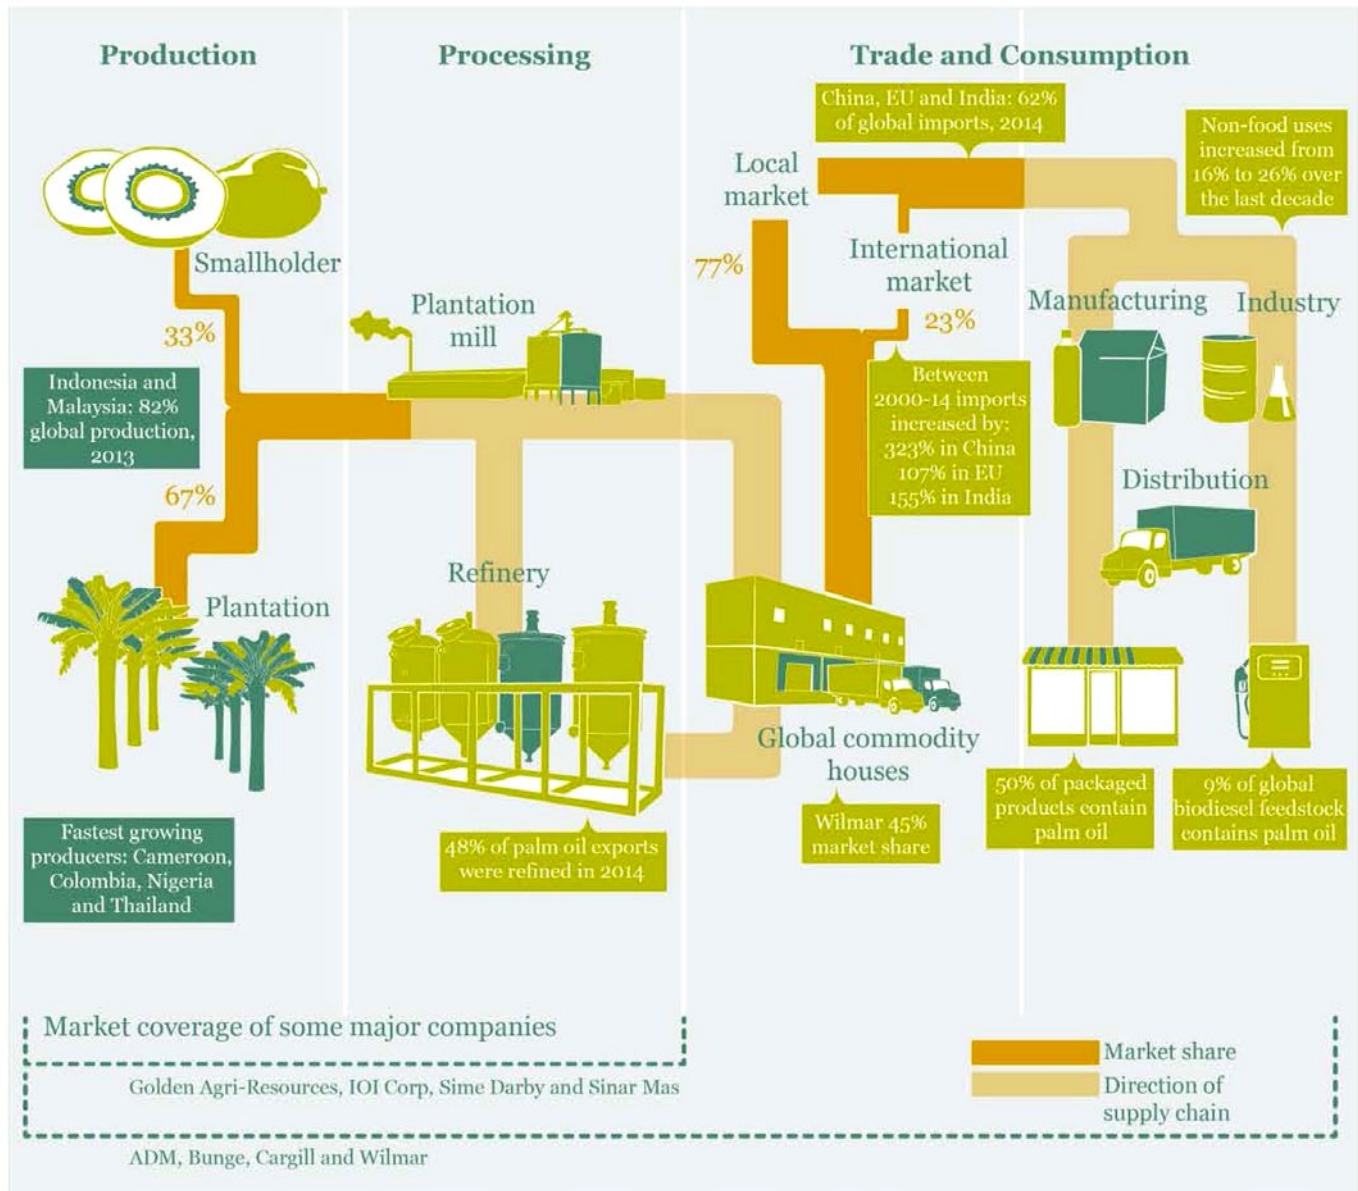 Production
Processing
Trade and Consumption
Smallholder
33%
Indonesia and
Malaysia: 82%
global production,
2013
67%
Plantation
Fastest growing
producers: Cameroon,
Colombia, Nigeria
and Thailand
Plantation
mill
Refinery
48% of palm oil exports
were refined in 2014
China, EU and India: 62%
of global imports, 2014
Local
market
77%
International
market
23%
Between
2000-14 imports
increased by:
323% in China
107% in EU
155% in India
Global commodity
houses
Wilmar 45%
market share
Non-food uses
increased from
16% to 26% over
the last decade
Manufacturing
Industry
Distribution
50% of packaged
products contain
palm oil
9% of global
biodiesel feedstock
contains palm oil
Market coverage of some major companies
Golden Agri-Resources, IOI Corp, Sime Darby and Sinar Mas
ADM, Bunge, Cargill and Wilmar
Market share
Direction of
supply chain